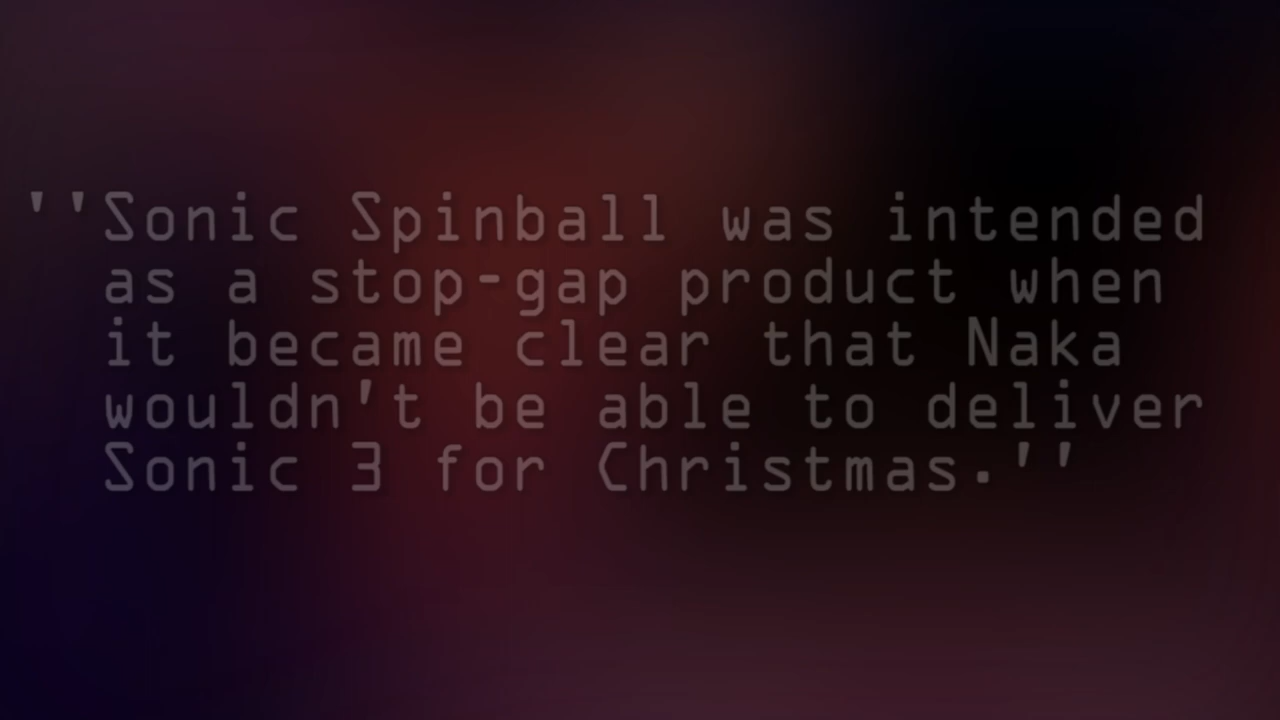 ''Sonic Spinball was intended
as a stop-gap product when
it became clear that Naka
wouldn't be able to deliver
Sonic 3 for Christmas.''